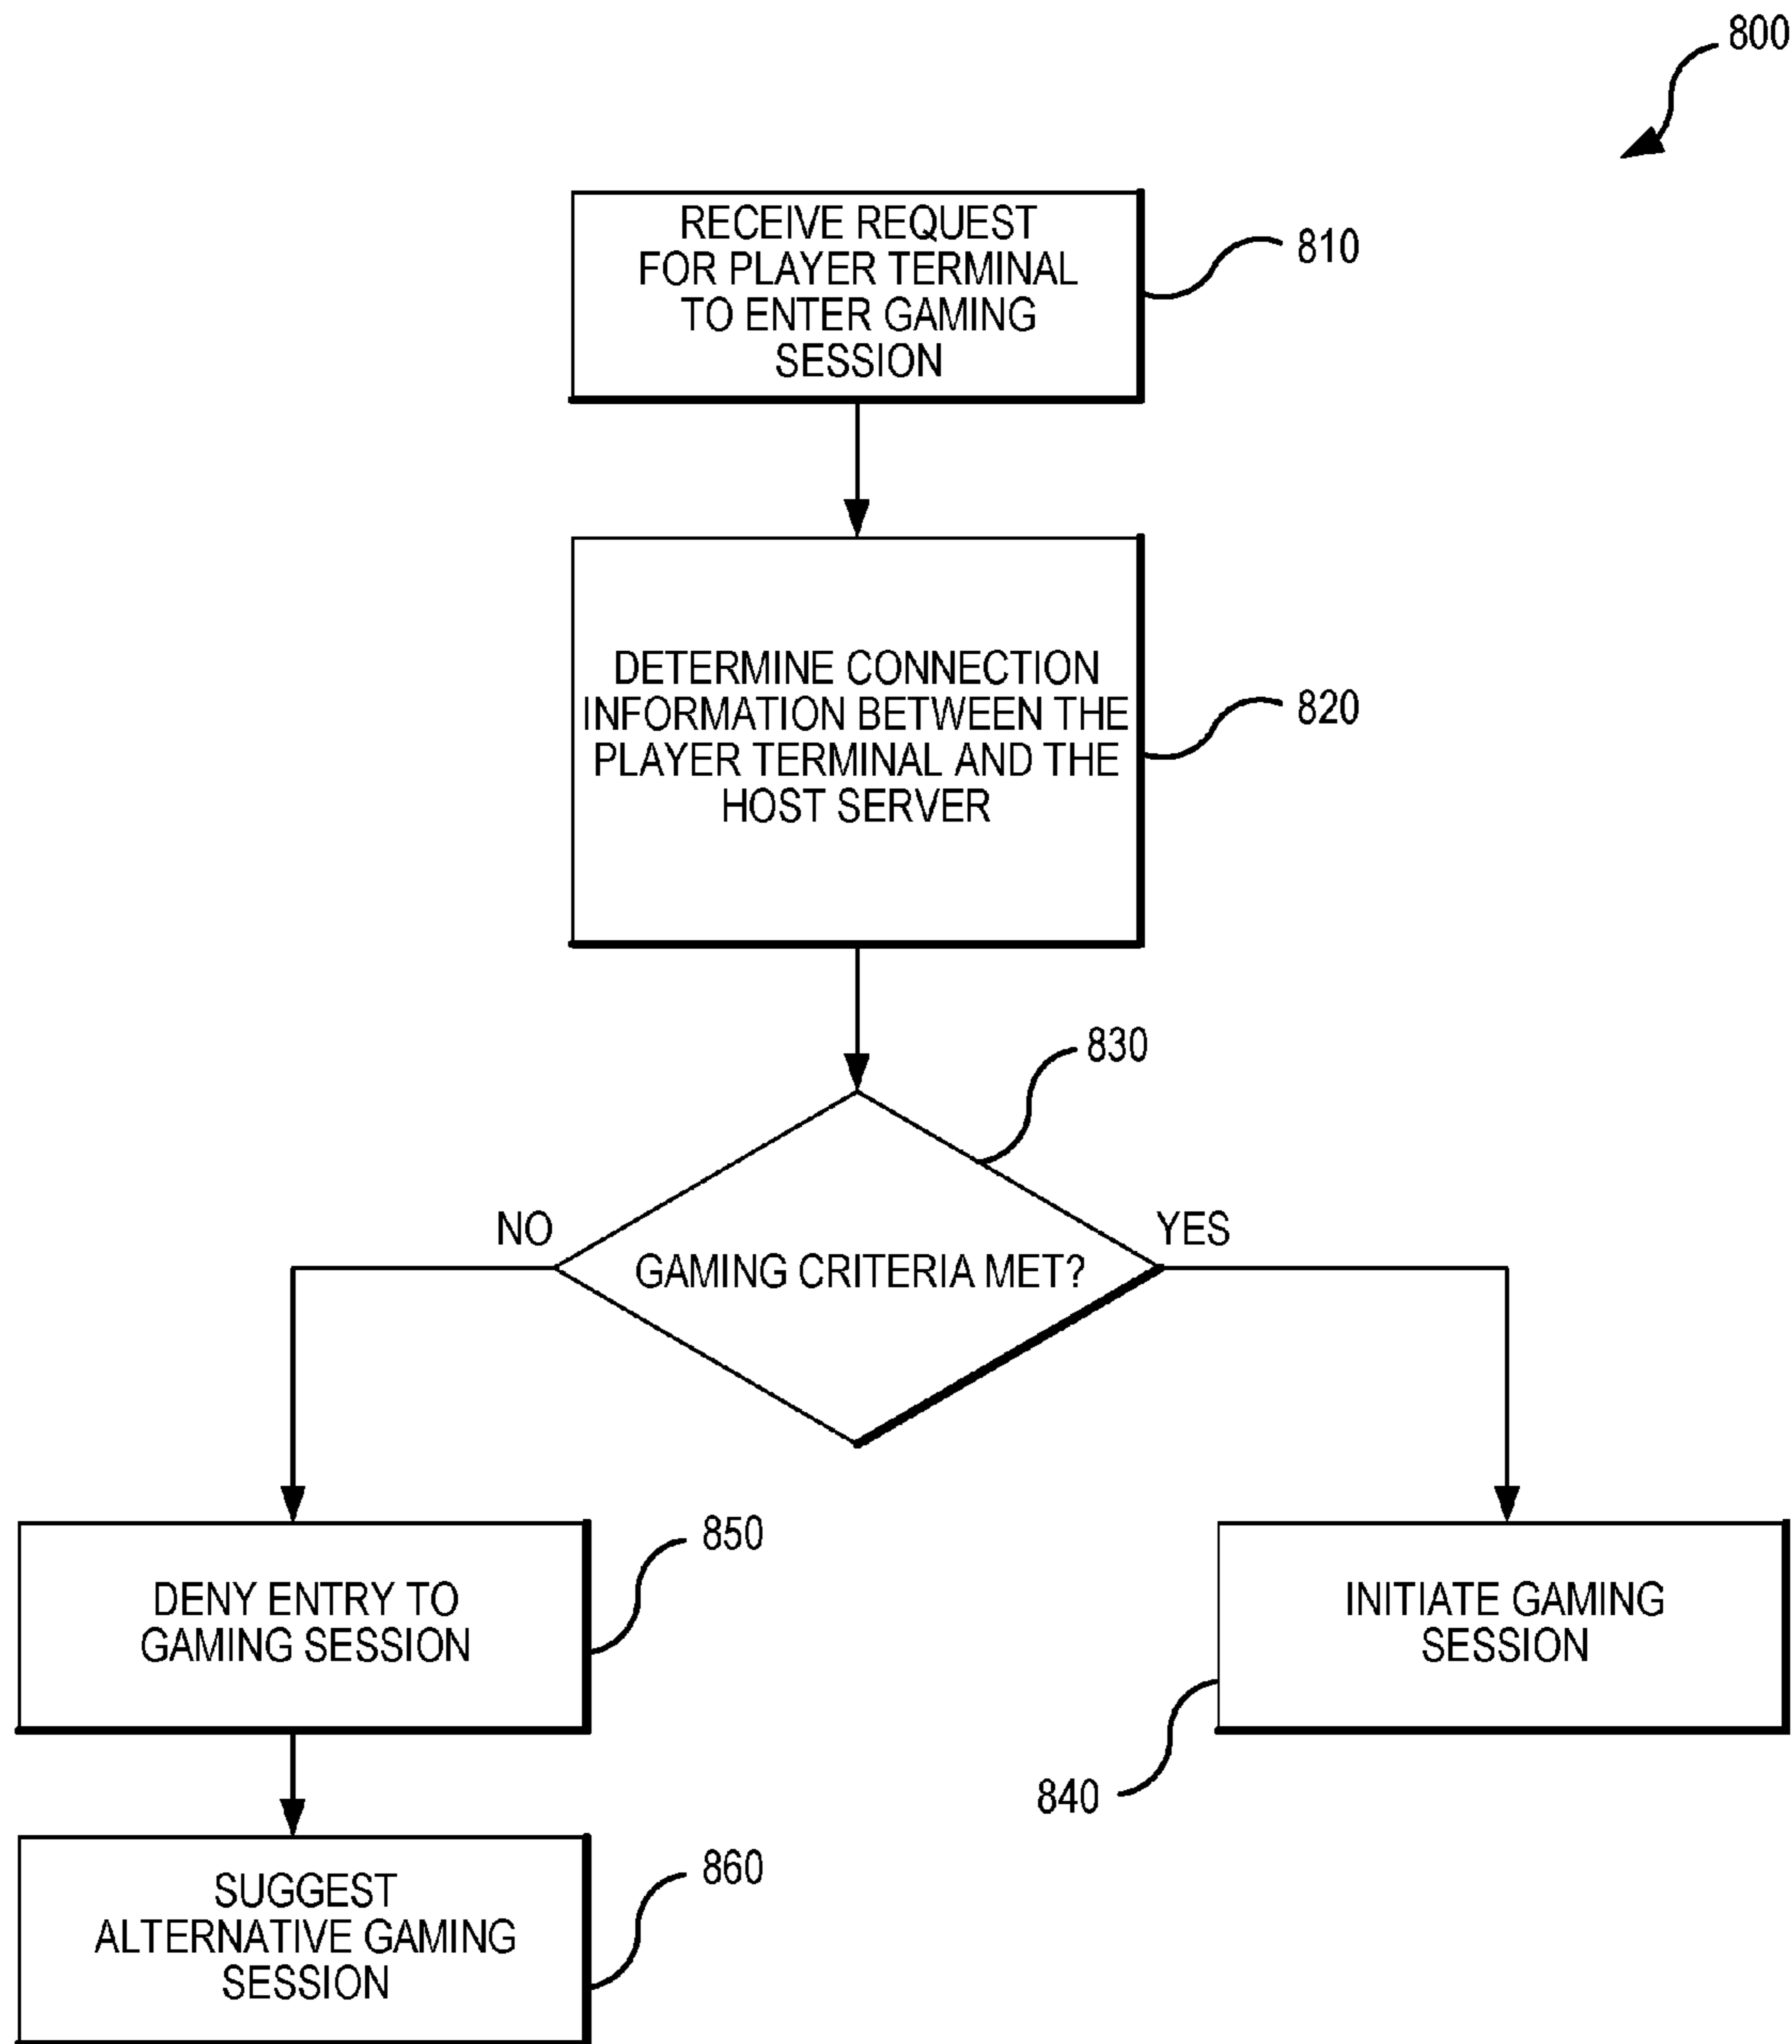 800
RECEIVE REQUEST
FOR PLAYER TERMINAL
TO ENTER GAMING
SESSION
810
DETERMINE CONNECTION
INFORMATION BETWEEN THE
PLAYER TERMINAL AND THE
HOST SERVER
820
830
NO
YES
GAMING CRITERIA MET?
850
DENY ENTRY TO
GAMING SESSION
INITIATE GAMING
SESSION
840
860
SUGGEST
ALTERNATIVE GAMING
SESSION